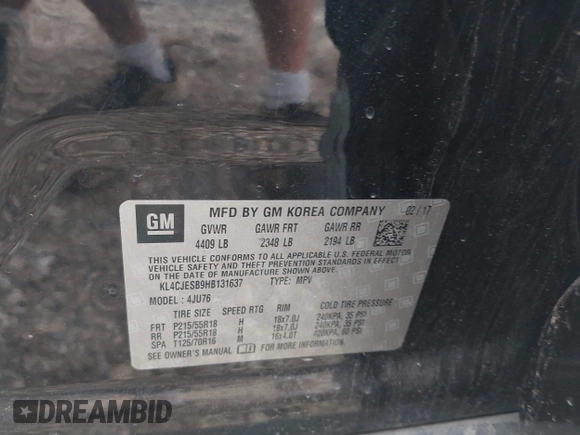 GM
MFD BY GM KOREA COMPANY 02/17
GVWR GAWR FRT GAWR RR
4409 LB 2348 LB 2194 LB
THIS VEHICLE CONFORMS TO ALL APPLICABLE U.S. FEDERAL MOTOR
VEHICLE SAFETY, BUMPER, AND THEFT PREVENTION STANDARDS IN EFFECT
ON THE DATE OF MANUFACTURE SHOWN ABOVE.
KL4CJESB9HB131637 TYPE: MPV
MODEL: 4JU76
TIRE SIZE SPEED RTG RIM COLD TIRE PRESSURE
FRT P215/55R18 H 18x7.0J 240KPA, 35 PSI
RR P215/55R18 H 18x7.0J 240KPA, 35 PSI
SPA T125/70R16 M 16x4.0T 420KPA, 60 PSI
SEE OWNER'S MANUAL i FOR MORE INFORMATION.
DREAMBID